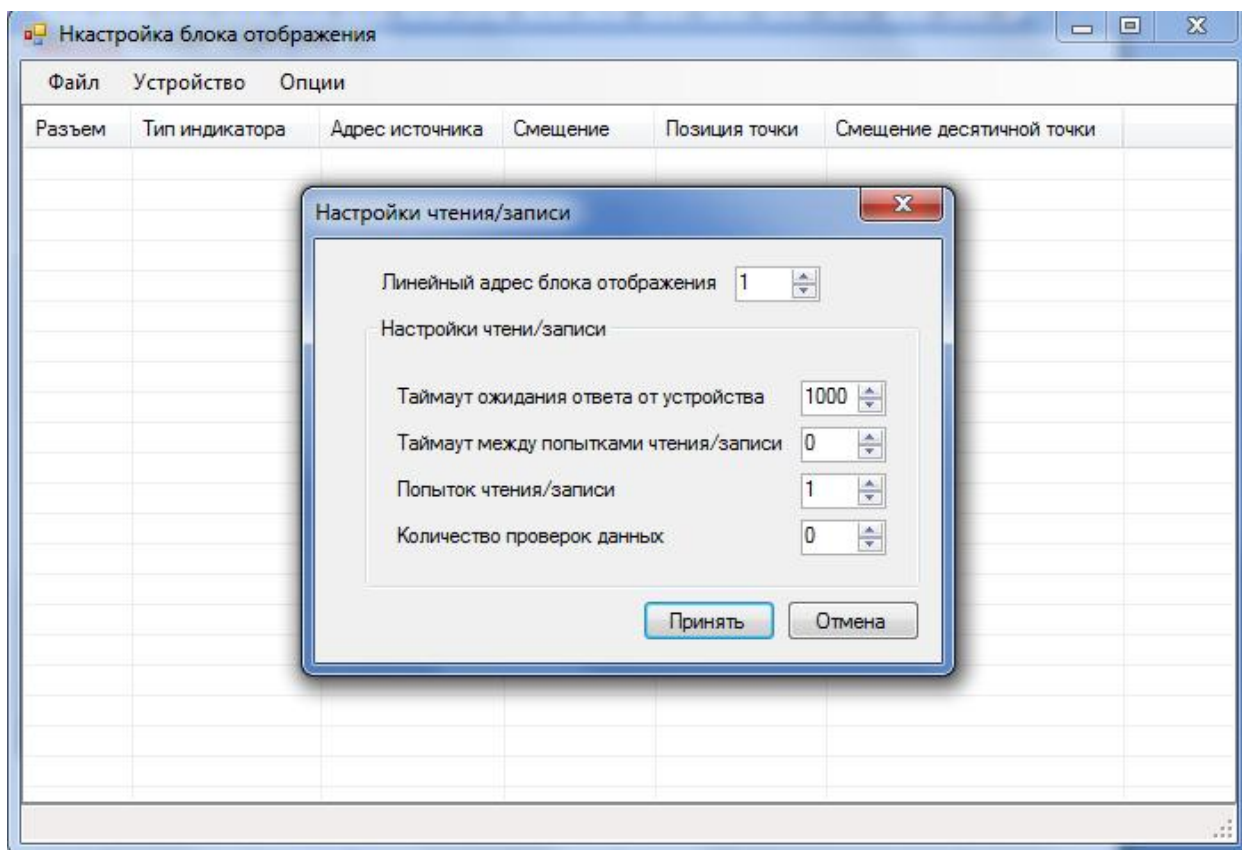 Нкастройка блока отображения
Файл Устройство Опции
Разъем Тип индикатора Адрес источника Смещение Позиция точки Смещение десятичной точки
Настройки чтения/записи
Линейный адрес блока отображения 1
Настройки чтени/записи
Таймаут ожидания ответа от устройства 1000
Таймаут между попытками чтения/записи 0
Попыток чтения/записи 1
Количество проверок данных 0
Принять Отмена